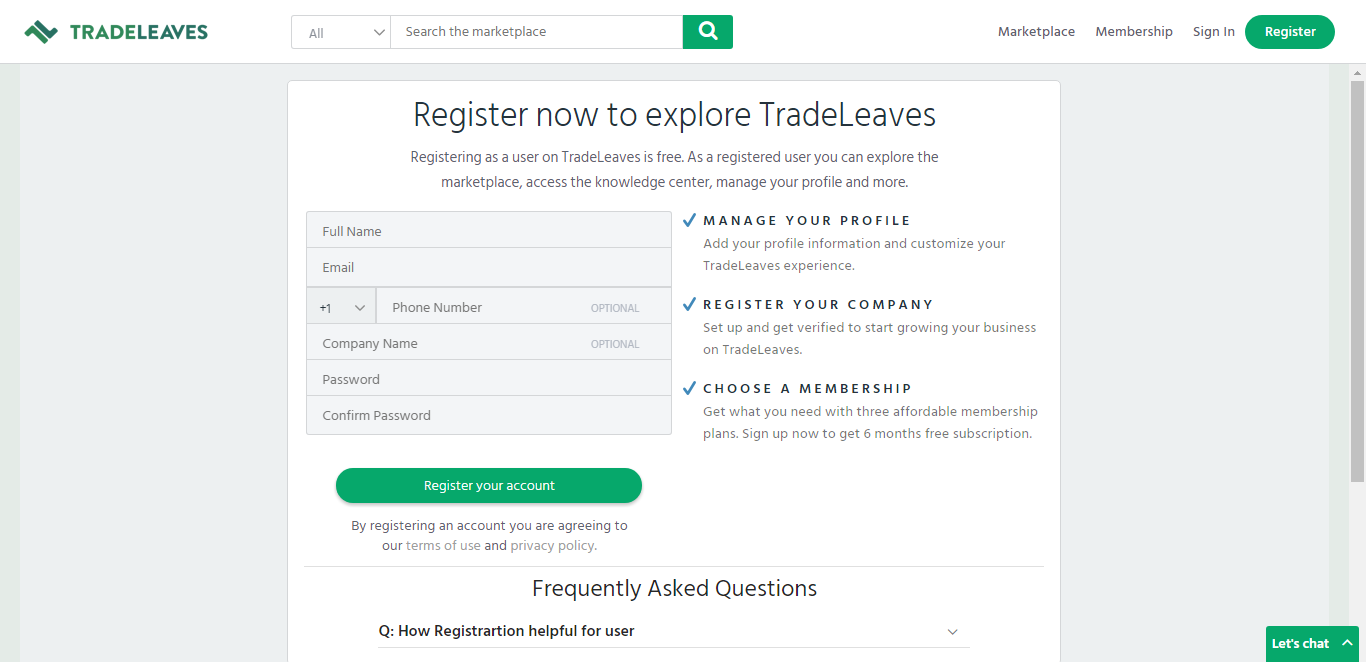 TRADELEAVES
All
Search the marketplace
Marketplace
Membership
Sign In
Register
Register now to explore TradeLeaves
Registering as a user on TradeLeaves is free. As a registered user you can explore the
marketplace, access the knowledge center, manage your profile and more.
Full Name
Email
+1
Phone Number
OPTIONAL
Company Name
OPTIONAL
Password
Confirm Password
Register your account
By registering an account you are agreeing to
our terms of use and privacy policy.
MANAGE YOUR PROFILE
Add your profile information and customize your
TradeLeaves experience.
REGISTER YOUR COMPANY
Set up and get verified to start growing your business
on TradeLeaves.
CHOOSE A MEMBERSHIP
Get what you need with three affordable membership
plans. Sign up now to get 6 months free subscription.
Frequently Asked Questions
Q: How Registrartion helpful for user
Let's chat